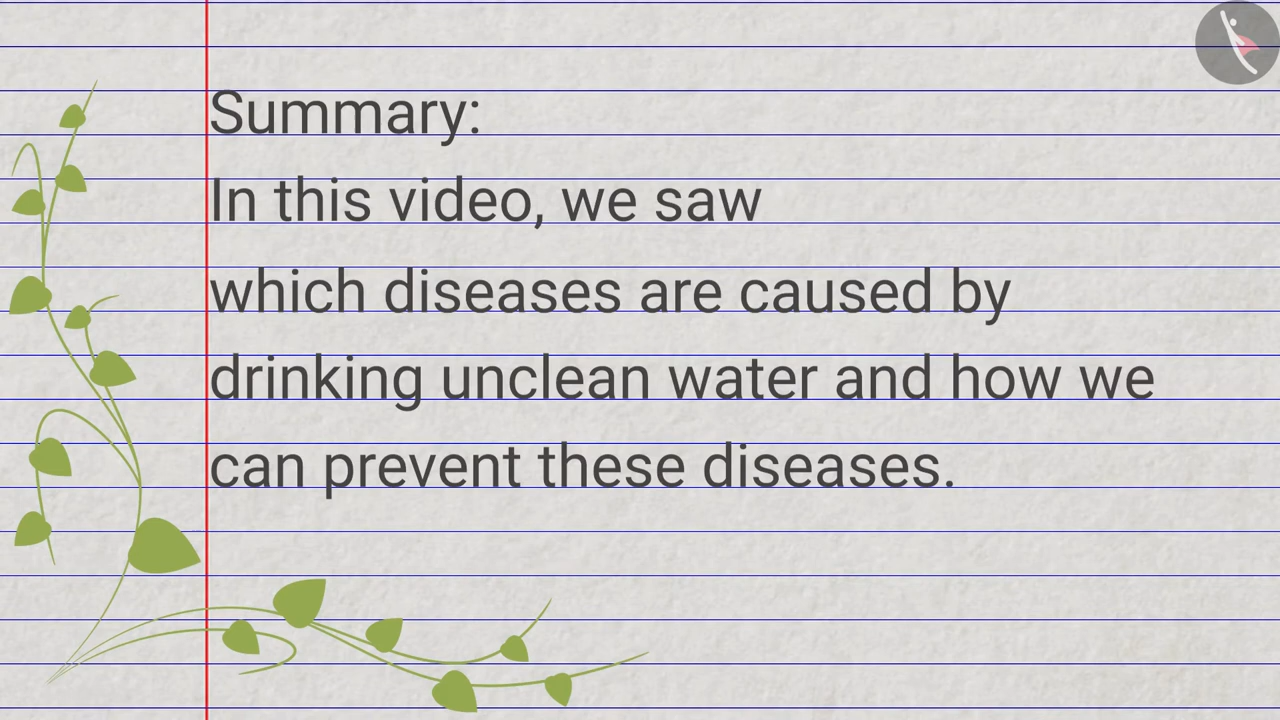 Summary:
In this video, we saw
which diseases are caused by
drinking unclean water and how we
can prevent these diseases.